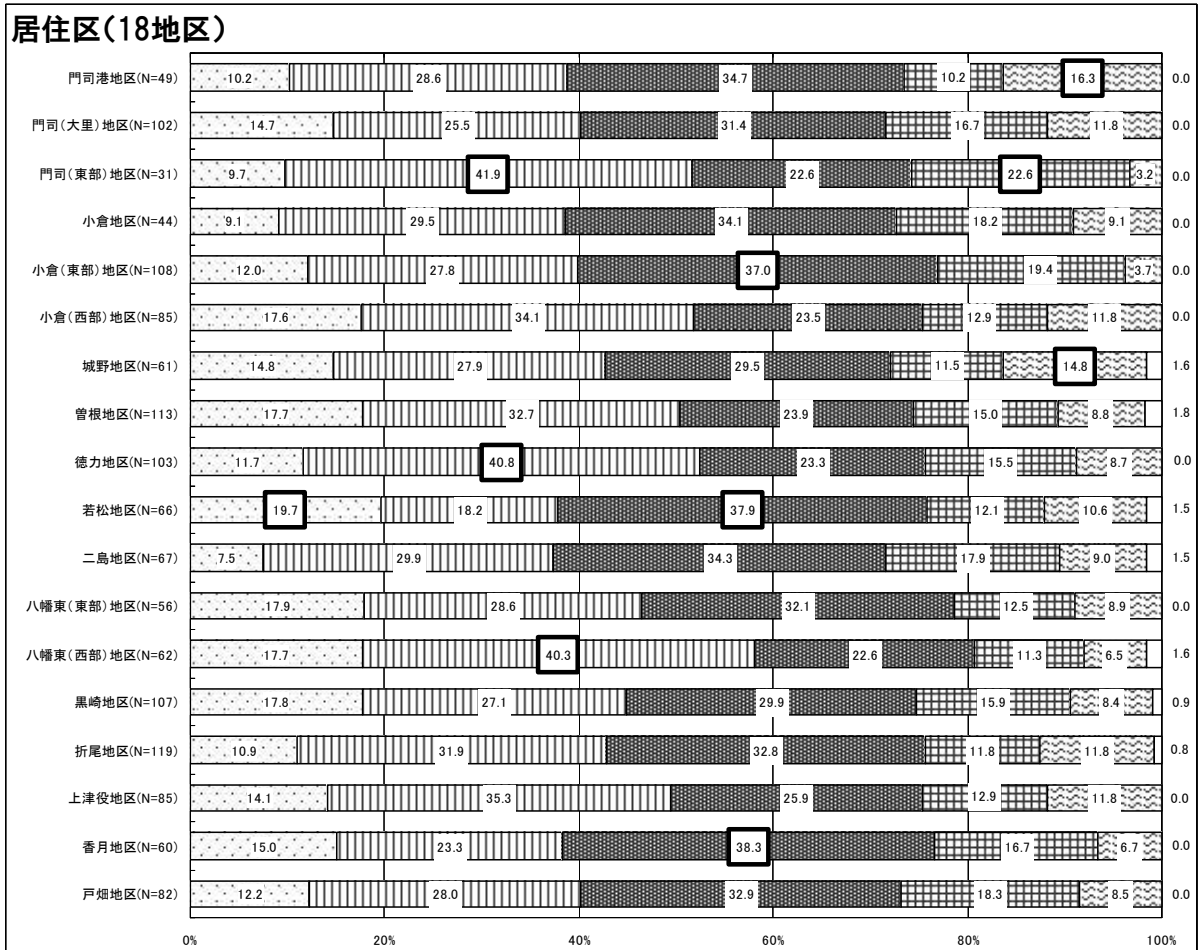 居住区（18地区）
門司港地区(N=49) 10.2 28.6 34.7 10.2 16.3 0.0
門司（大里）地区(N=102) 14.7 25.5 31.4 16.7 11.8 0.0
門司（東部）地区(N=31) 9.7 41.9 22.6 22.6 3.2 0.0
小倉地区(N=44) 9.1 29.5 34.1 18.2 9.1 0.0
小倉（東部）地区(N=108) 12.0 27.8 37.0 19.4 3.7 0.0
小倉（西部）地区(N=85) 17.6 34.1 23.5 12.9 11.8 0.0
城野地区(N=61) 14.8 27.9 29.5 11.5 14.8 1.6
曽根地区(N=113) 17.7 32.7 23.9 15.0 8.8 1.8
徳力地区(N=103) 11.7 40.8 23.3 15.5 8.7 0.0
若松地区(N=66) 19.7 18.2 37.9 12.1 10.6 1.5
二島地区(N=67) 7.5 29.9 34.3 17.9 9.0 1.5
八幡東（東部）地区(N=56) 17.9 28.6 32.1 12.5 8.9 0.0
八幡東（西部）地区(N=62) 17.7 40.3 22.6 11.3 6.5 1.6
黒崎地区(N=107) 17.8 27.1 29.9 15.9 8.4 0.9
折尾地区(N=119) 10.9 31.9 32.8 11.8 11.8 0.8
上津役地区(N=85) 14.1 35.3 25.9 12.9 11.8 0.0
香月地区(N=60) 15.0 23.3 38.3 16.7 6.7 0.0
戸畑地区(N=82) 12.2 28.0 32.9 18.3 8.5 0.0
0% 20% 40% 60% 80% 100%